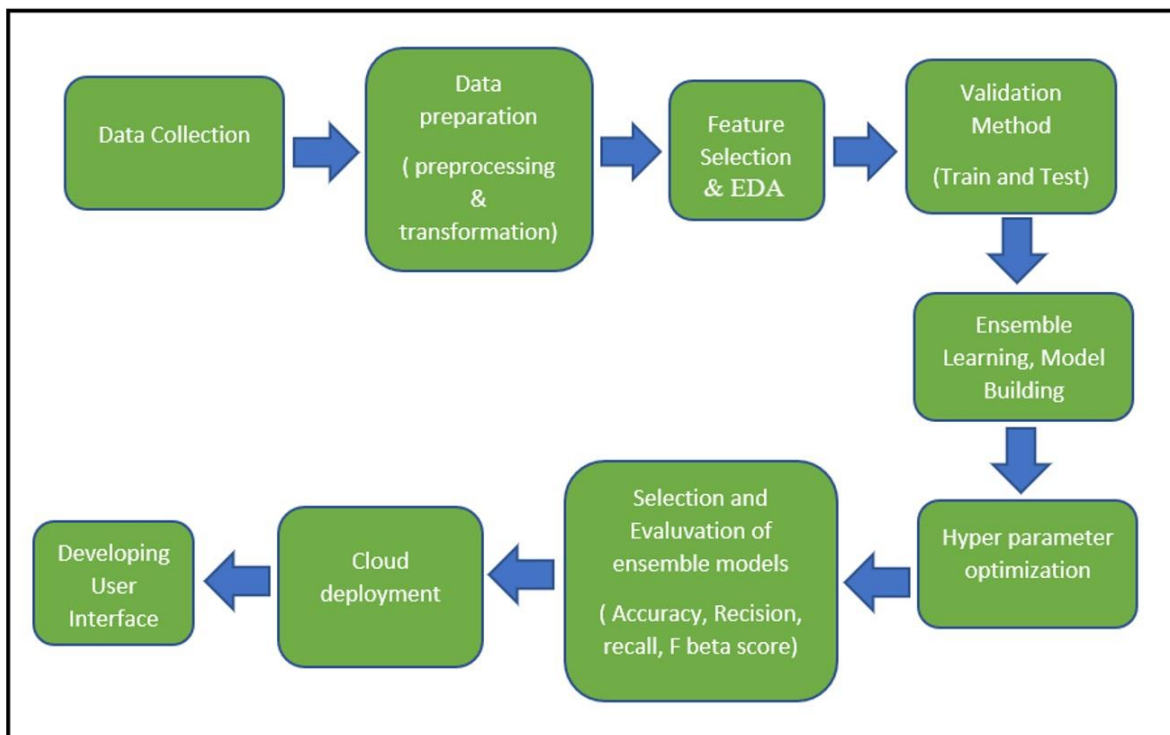 Data Collection
Data
preparation
( preprocessing
&
transformation)
Feature
Selection
& EDA
Validation
Method
(Train and Test)
Ensemble
Learning, Model
Building
Hyper parameter
optimization
Selection and
Evaluvation of
ensemble models
( Accuracy, Recision,
recall, F beta score)
Cloud
deployment
Developing
User
Interface